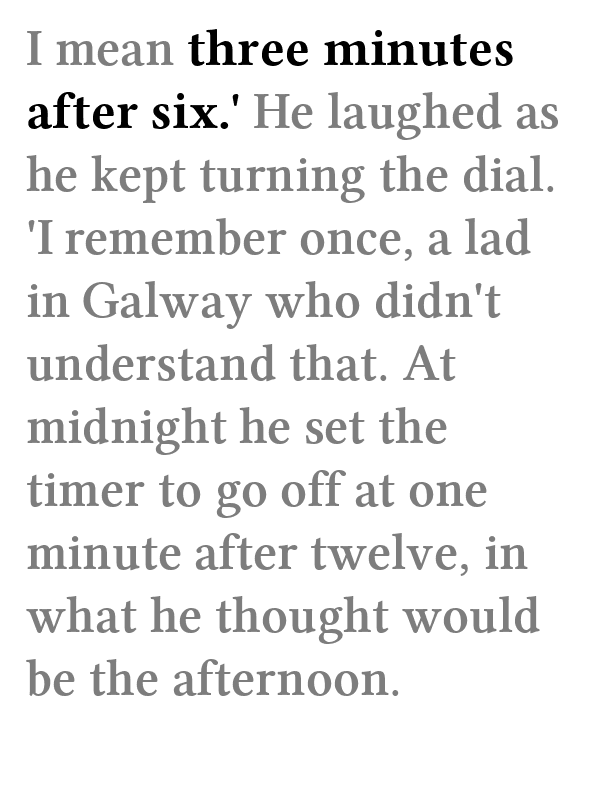 I mean three minutes
after six.' He laughed as
he kept turning the dial.
'I remember once, a lad
in Galway who didn't
understand that. At
midnight he set the
timer to go off at one
minute after twelve, in
what he thought would
be the afternoon.